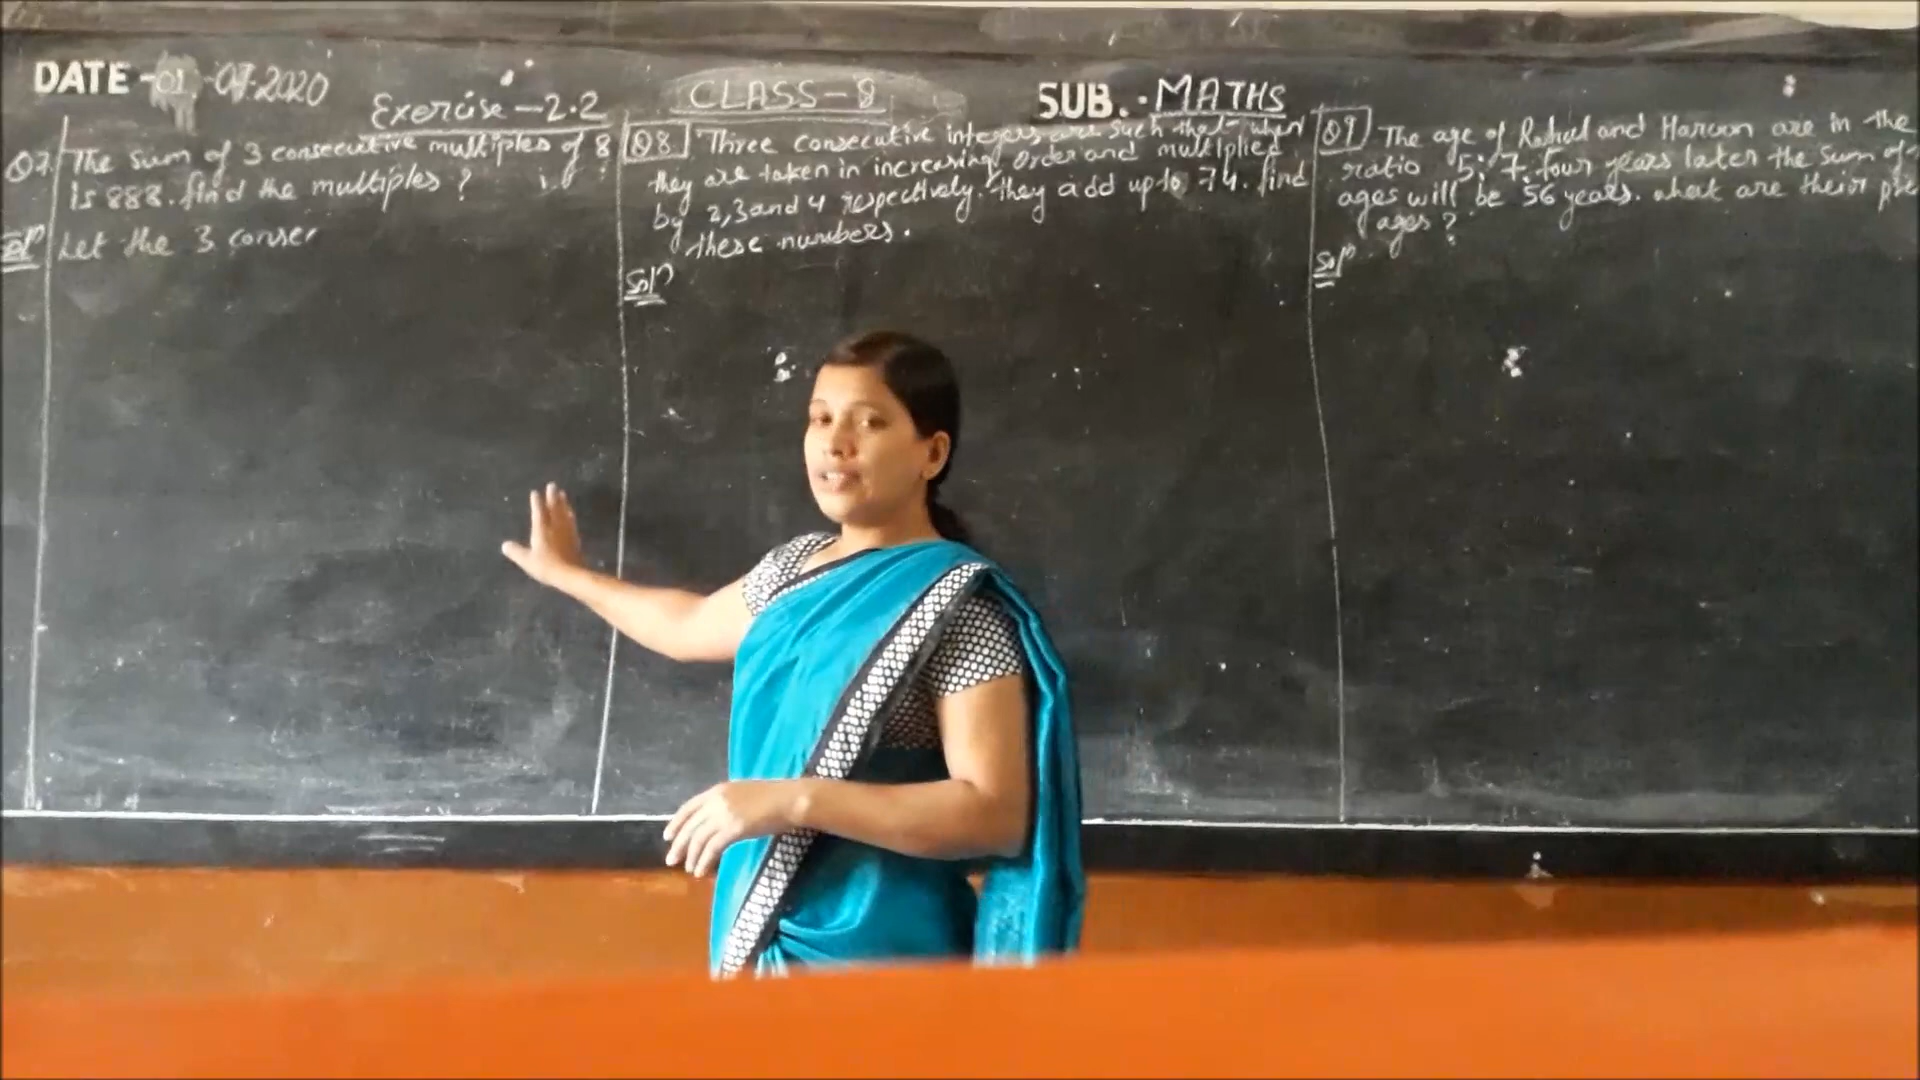 DATE -01-07-2020
CLASS-8
SUB. - MATHS
Exercise-2.2
Q7. The sum of 3 consecutive multiples of 8
is 888. find the multiples?
Sol Let the 3 conse
Q8. Three consecutive integers are such that when
they are taken in increasing order and multiplied
by 2,3 and 4 respectively. They add up to 74. find
these numbers.
Sol
Q9 The age of Rahul and Haroon are in the
ratio 5:7. four years later the sum of
ages will be 56 years. what are their pre
ages?
Sol